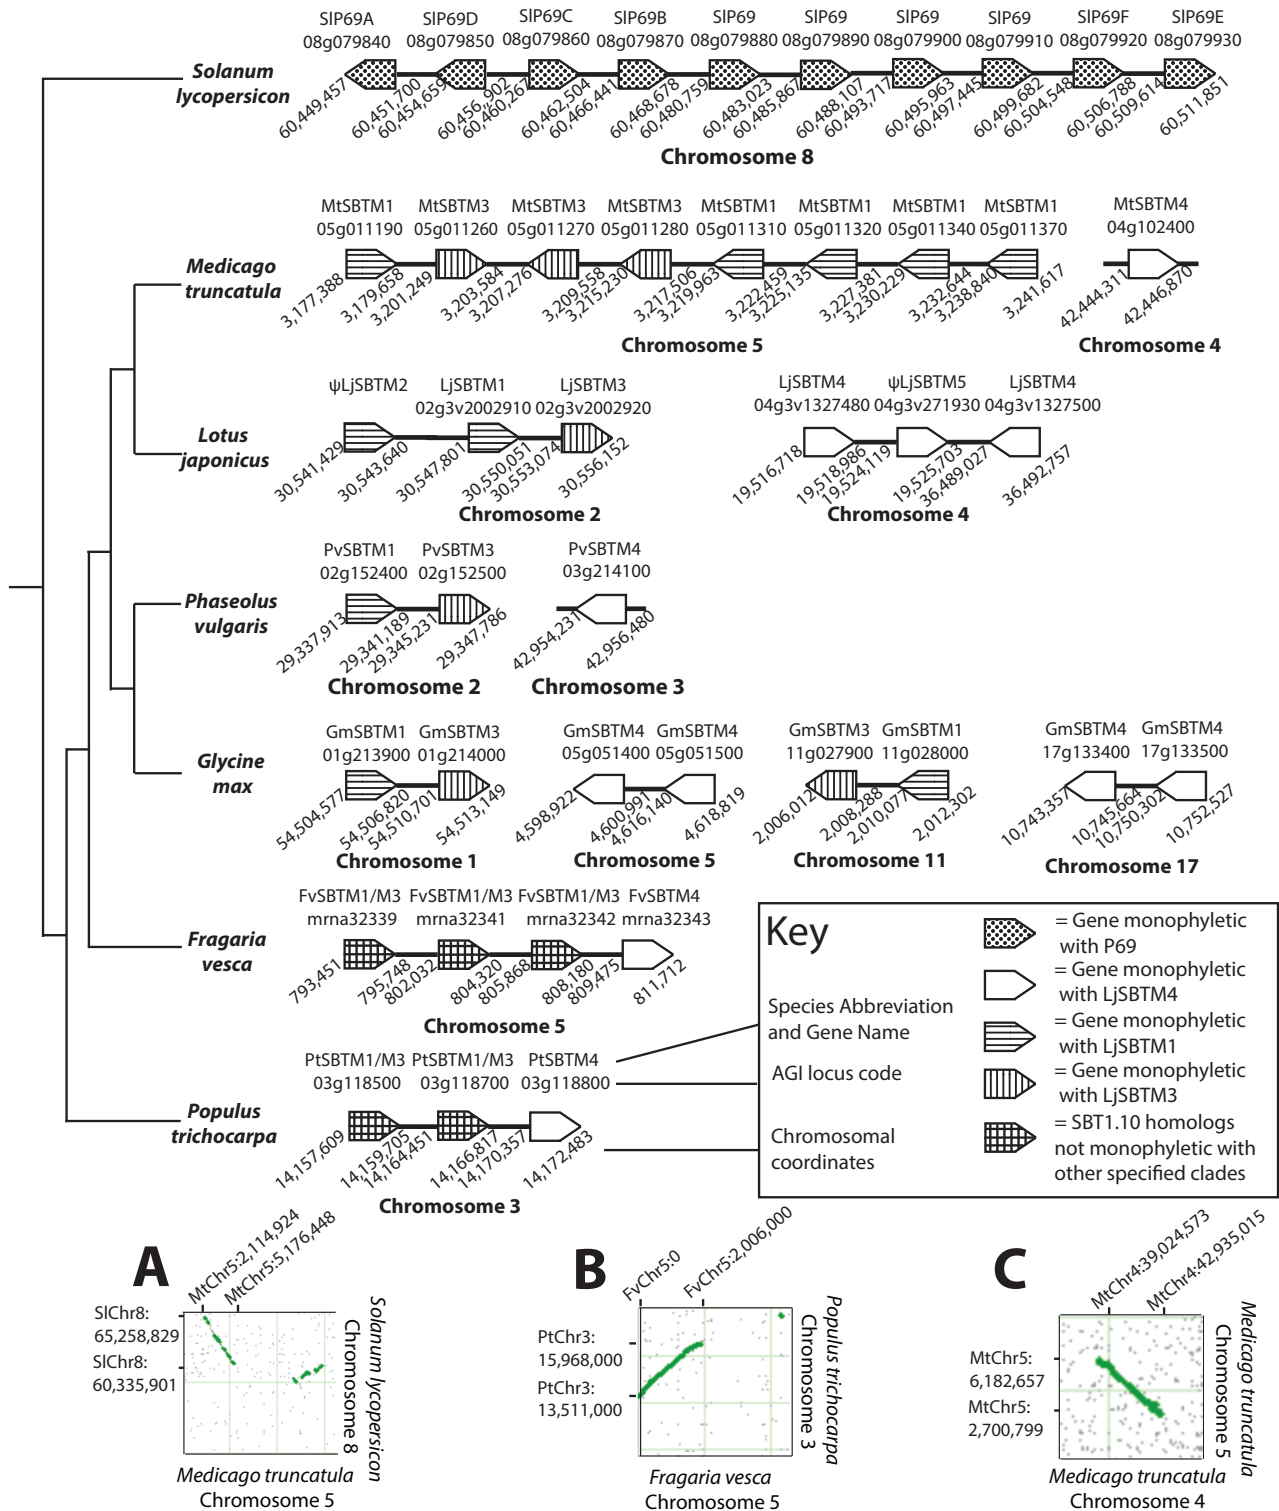 SlP69A SlP69D SlP69C SlP69B SlP69 SlP69 SlP69 SlP69 SlP69F SlP69E
08g079840 08g079850 08g079860 08g079870 08g079880 08g079890 08g079900 08g079910 08g079920 08g079930
Solanum
lycopersicon
60,449,457 60,451,700 60,454,659 60,456,902 60,460,267 60,462,504 60,466,441 60,468,678 60,480,759 60,483,023 60,485,867 60,488,107 60,493,717 60,495,963 60,497,445 60,499,682 60,504,548 60,506,788 60,509,614 60,511,851
Chromosome 8
MtSBTM1 MtSBTM3 MtSBTM3 MtSBTM3 MtSBTM1 MtSBTM1 MtSBTM1 MtSBTM1 MtSBTM4
05g011190 05g011260 05g011270 05g011280 05g011310 05g011320 05g011340 05g011370 04g102400
Medicago
truncatula
3,177,388 3,179,658 3,201,249 3,203,584 3,207,276 3,209,558 3,215,230 3,217,506 3,219,963 3,222,459 3,225,135 3,227,381 3,230,229 3,232,644 3,238,840 3,241,617 42,444,311 42,446,870
Chromosome 5 Chromosome 4
ψLjSBTM2 LjSBTM1 LjSBTM3 LjSBTM4 ψLjSBTM5 LjSBTM4
02g3v2002910 02g3v2002920 04g3v1327480 04g3v271930 04g3v1327500
Lotus
japonicus
30,541,429 30,543,640 30,547,801 30,550,051 30,553,074 30,556,152 19,516,718 19,518,986 19,524,119 19,525,703 36,489,027 36,492,757
Chromosome 2 Chromosome 4
PvSBTM1 PvSBTM3 PvSBTM4
02g152400 02g152500 03g214100
Phaseolus
vulgaris
29,337,913 29,341,189 29,345,231 29,347,786 42,954,231 42,956,480
Chromosome 2 Chromosome 3
GmSBTM1 GmSBTM3 GmSBTM4 GmSBTM4 GmSBTM3 GmSBTM1 GmSBTM4 GmSBTM4
01g213900 01g214000 05g051400 05g051500 11g027900 11g028000 17g133400 17g133500
Glycine
max
54,504,577 54,506,820 54,510,701 54,513,149 4,598,922 4,600,991 4,616,140 4,618,819 2,006,012 2,008,288 2,010,077 2,012,302 10,743,357 10,745,664 10,750,302 10,752,527
Chromosome 1 Chromosome 5 Chromosome 11 Chromosome 17
FvSBTM1/M3 FvSBTM1/M3 FvSBTM1/M3 FvSBTM4
mrna32339 mrna32341 mrna32342 mrna32343
Fragaria
vesca
793,451 795,748 802,032 804,320 805,868 808,180 809,475 811,712
Chromosome 5
PtSBTM1/M3 PtSBTM1/M3 PtSBTM4
03g118500 03g118700 03g118800
Populus
trichocarpa
14,157,609 14,159,705 14,164,451 14,166,817 14,170,357 14,172,483
Chromosome 3
Key
Species Abbreviation
and Gene Name
AGI locus code
Chromosomal
coordinates
= Gene monophyletic
with P69
= Gene monophyletic
with LjSBTM4
= Gene monophyletic
with LjSBTM1
= Gene monophyletic
with LjSBTM3
= SBT1.10 homologs
not monophyletic with
other specified clades
A
MtChr5:2,114,924
MtChr5:5,176,448
SlChr8:
65,258,829
SlChr8:
60,335,901
Solanum lycopersicon
Chromosome 8
Medicago truncatula
Chromosome 5
B
FvChr5:0
FvChr5:2,006,000
PtChr3:
15,968,000
PtChr3:
13,511,000
Populus trichocarpa
Chromosome 3
Fragaria vesca
Chromosome 5
C
MtChr4:39,024,573
MtChr4:42,935,015
MtChr5:
6,182,657
MtChr5:
2,700,799
Medicago truncatula
Chromosome 5
Medicago truncatula
Chromosome 4